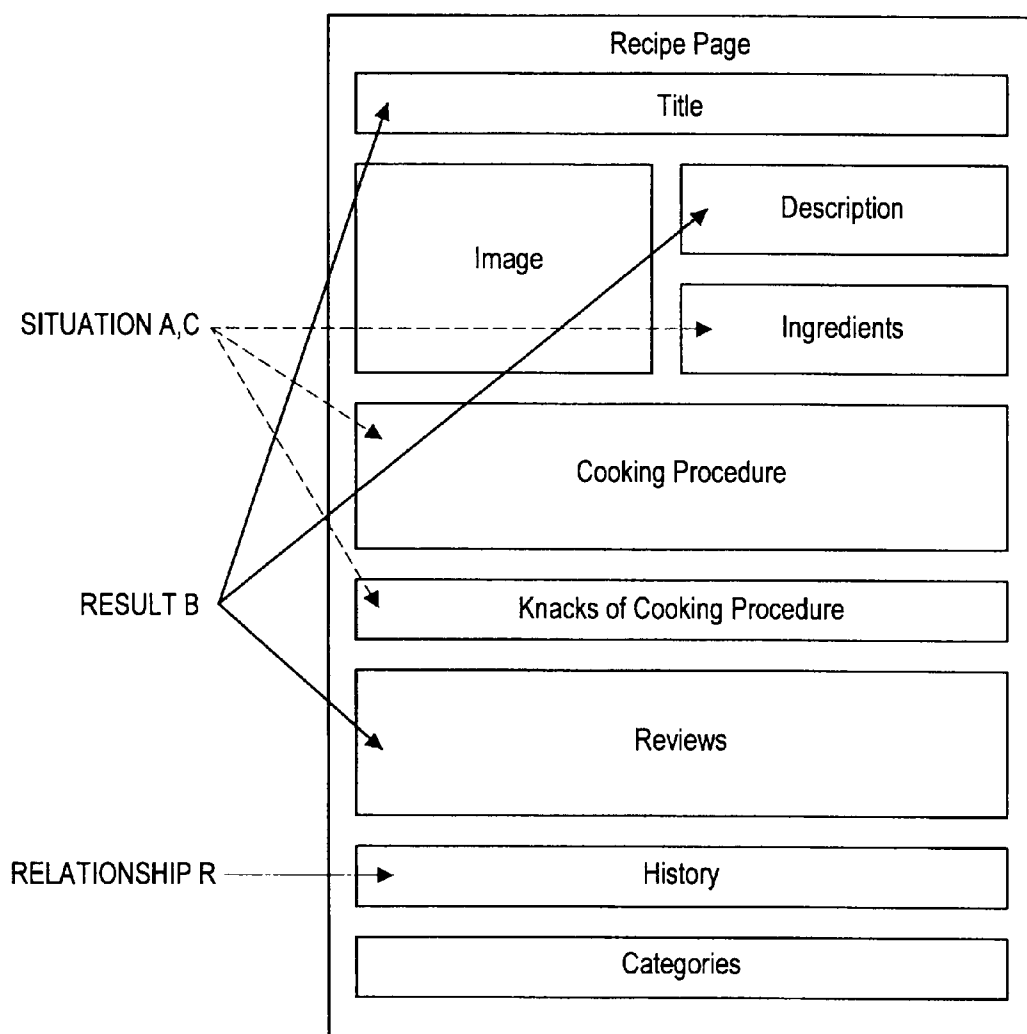 Recipe Page
Title
Image
Description
SITUATION A,C
Ingredients
Cooking Procedure
RESULT B
Knacks of Cooking Procedure
Reviews
RELATIONSHIP R
History
Categories